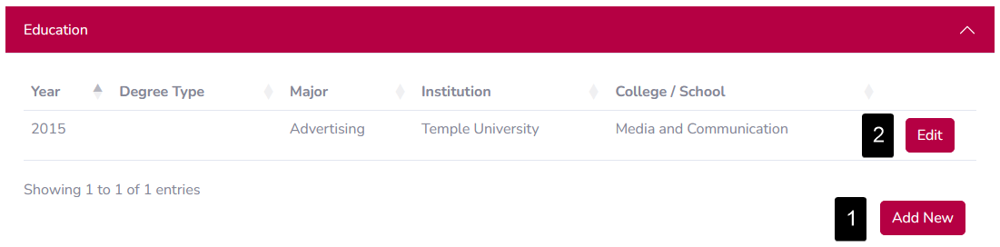 Education
Year Degree Type Major Institution College / School
2015 Advertising Temple University Media and Communication 2 Edit
Showing 1 to 1 of 1 entries
1 Add New